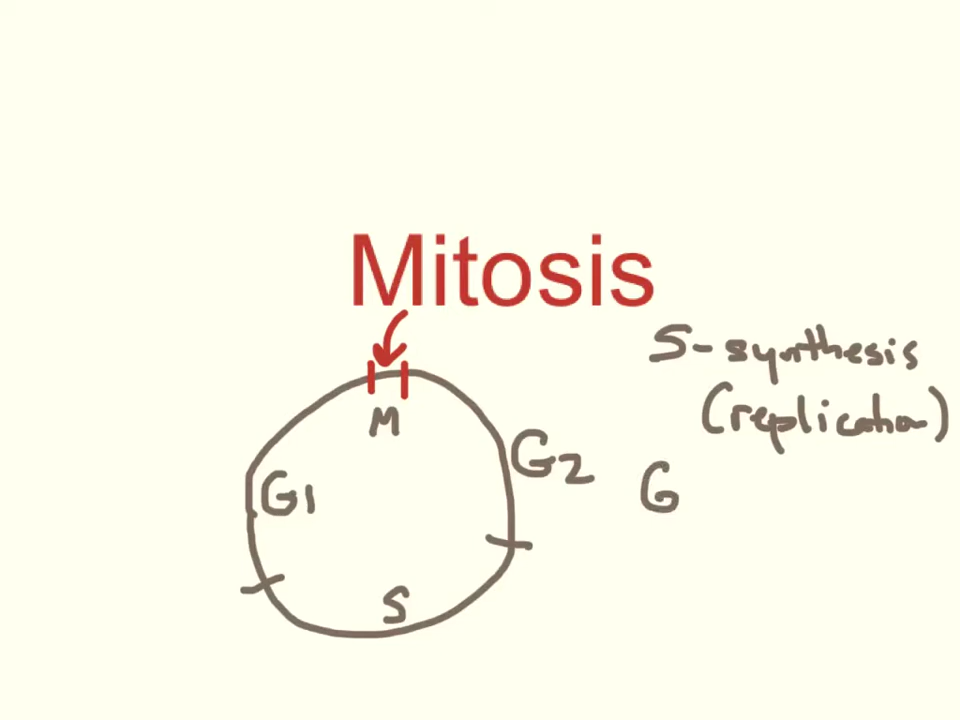 Mitosis
S-synthesis
(replication)
M
G2
G
G1
S